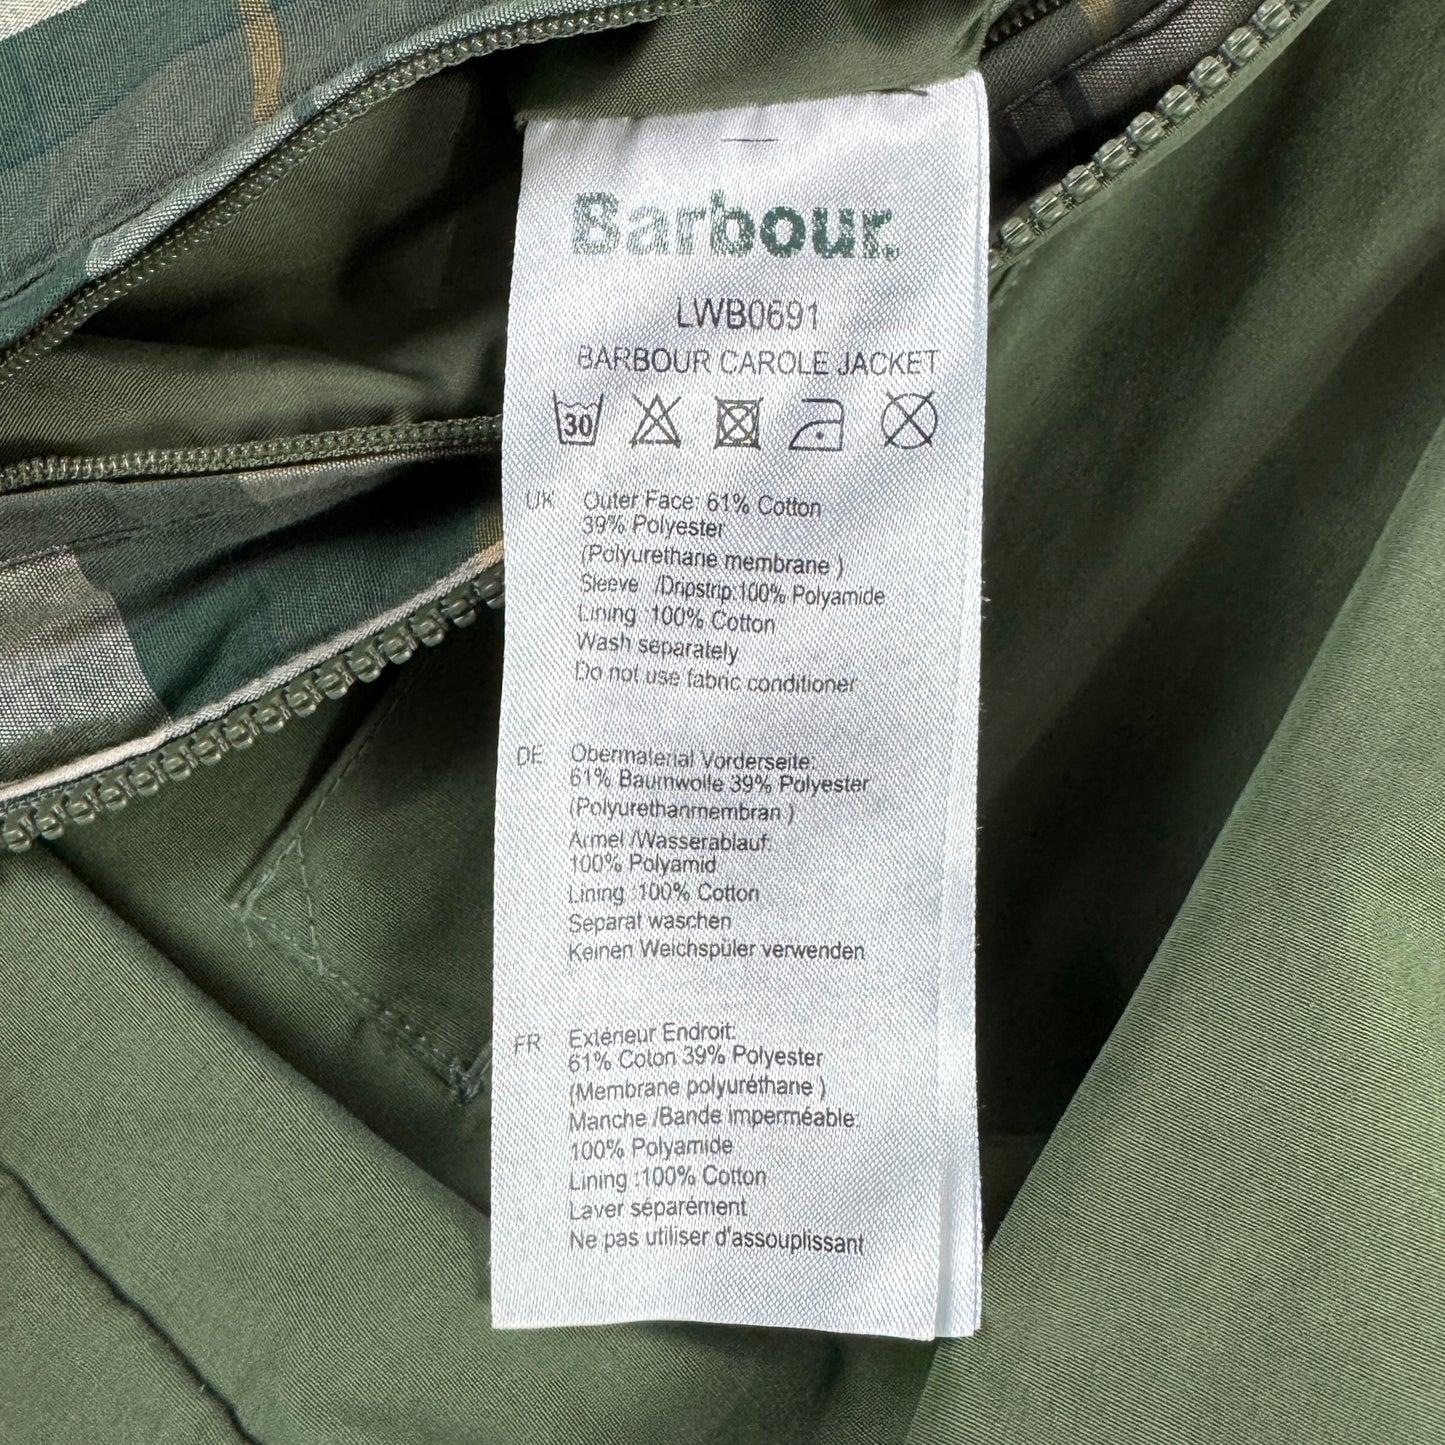 Barbour.
LWB0691
BARBOUR CAROLE JACKET
30
UK Outer Face: 61% Cotton
39% Polyester
(Polyurethane membrane )
Sleeve /Dripstrip:100% Polyamide
Lining :100% Cotton
Wash separately
Do not use fabric conditioner
DE Obermaterial Vorderseite:
61% Baumwolle 39% Polyester
(Polyurethanmembran )
Armel /Wasserablauf:
100% Polyamid
Lining :100% Cotton
Separat waschen
Keinen Weichspüler verwenden
FR Extérieur Endroit:
61% Coton 39% Polyester
(Membrane polyuréthane )
Manche /Bande imperméable:
100% Polyamide
Lining :100% Cotton
Laver séparément
Ne pas utiliser d'assouplissant